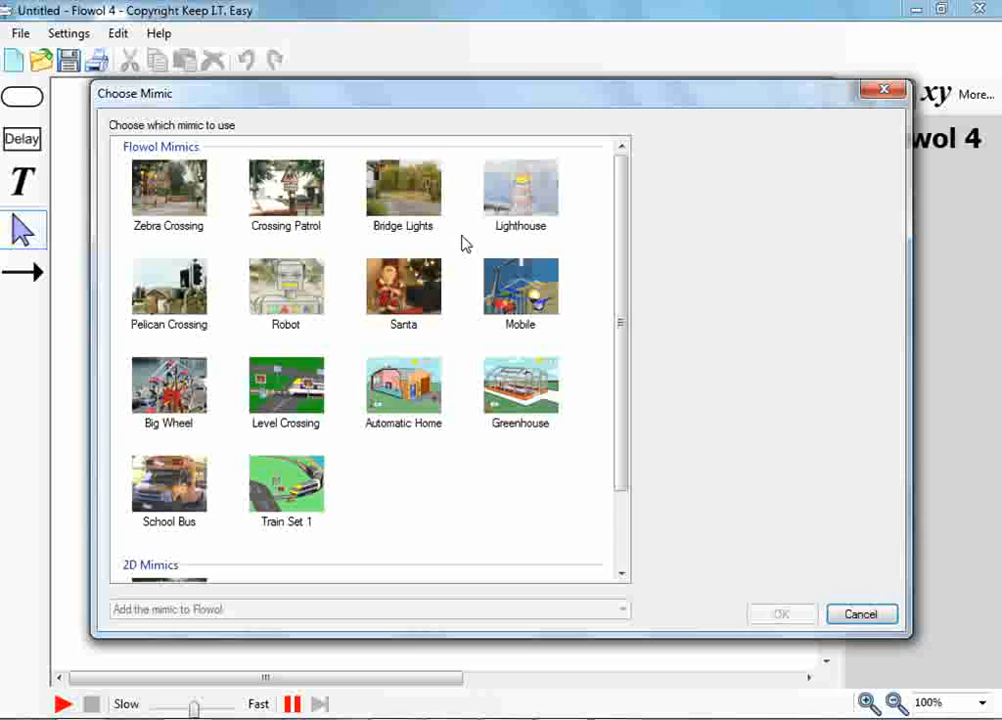 Untitled - Flowol 4 - Copyright Keep I.T. Easy
File Settings Edit Help
Choose Mimic
xy More...
Choose which mimic to use
Delay
wol 4
Flowol Mimics
T
Zebra Crossing Crossing Patrol Bridge Lights Lighthouse
Pelican Crossing Robot Santa Mobile
Big Wheel Level Crossing Automatic Home Greenhouse
School Bus Train Set 1
2D Mimics
Add the mimic to Flowol
OK Cancel
Slow Fast 100%